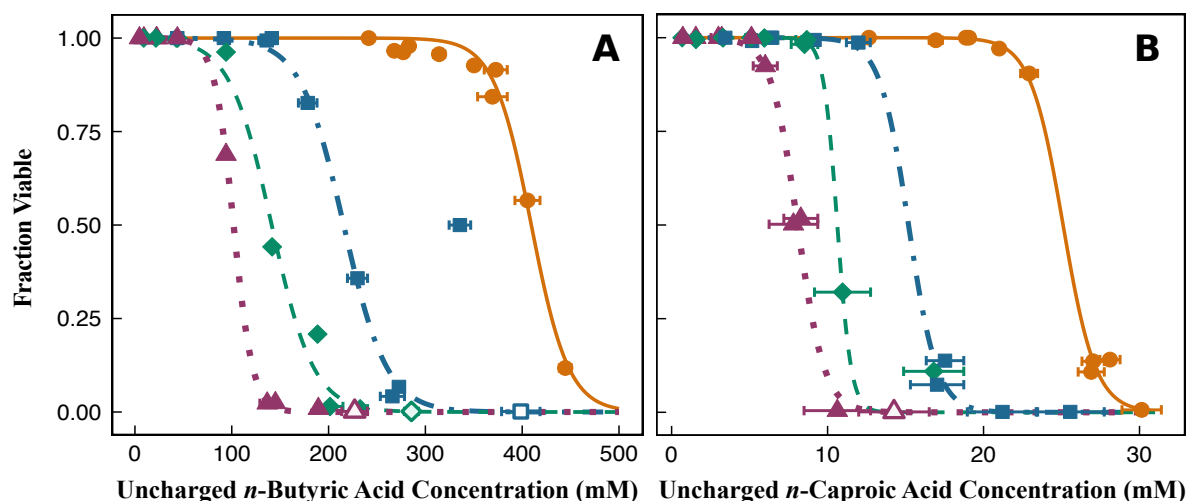 A
B
Fraction Viable
1.00
0.75
0.50
0.25
0.00
0 100 200 300 400 500
0 10 20 30
Uncharged n-Butyric Acid Concentration (mM)
Uncharged n-Caproic Acid Concentration (mM)